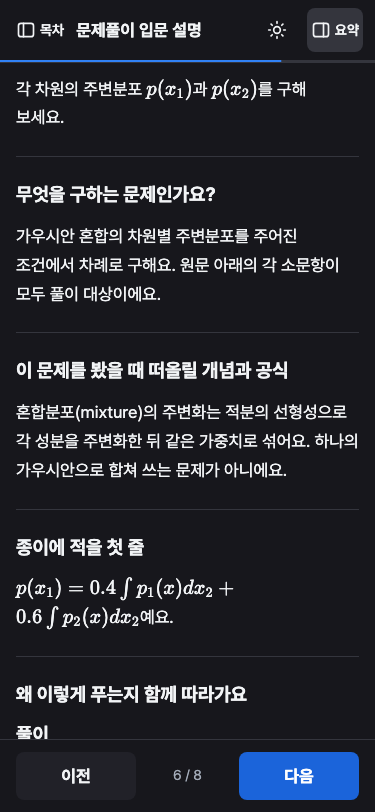 목차 문제풀이 입문 설명 요약
각 차원의 주변분포 p(x₁)과 p(x₂)를 구해
보세요.
무엇을 구하는 문제인가요?
가우시안 혼합의 차원별 주변분포를 주어진
조건에서 차례로 구해요. 원문 아래의 각 소문항이
모두 풀이 대상이에요.
이 문제를 봤을 때 떠올릴 개념과 공식
혼합분포(mixture)의 주변화는 적분의 선형성으로
각 성분을 주변화한 뒤 같은 가중치로 섞어요. 하나의
가우시안으로 합쳐 쓰는 문제가 아니에요.
종이에 적을 첫 줄
p(x₁) = 0.4 ∫ p₁(x)dx₂ +
0.6 ∫ p₂(x)dx₂예요.
왜 이렇게 푸는지 함께 따라가요
풀이
이전 6 / 8 다음